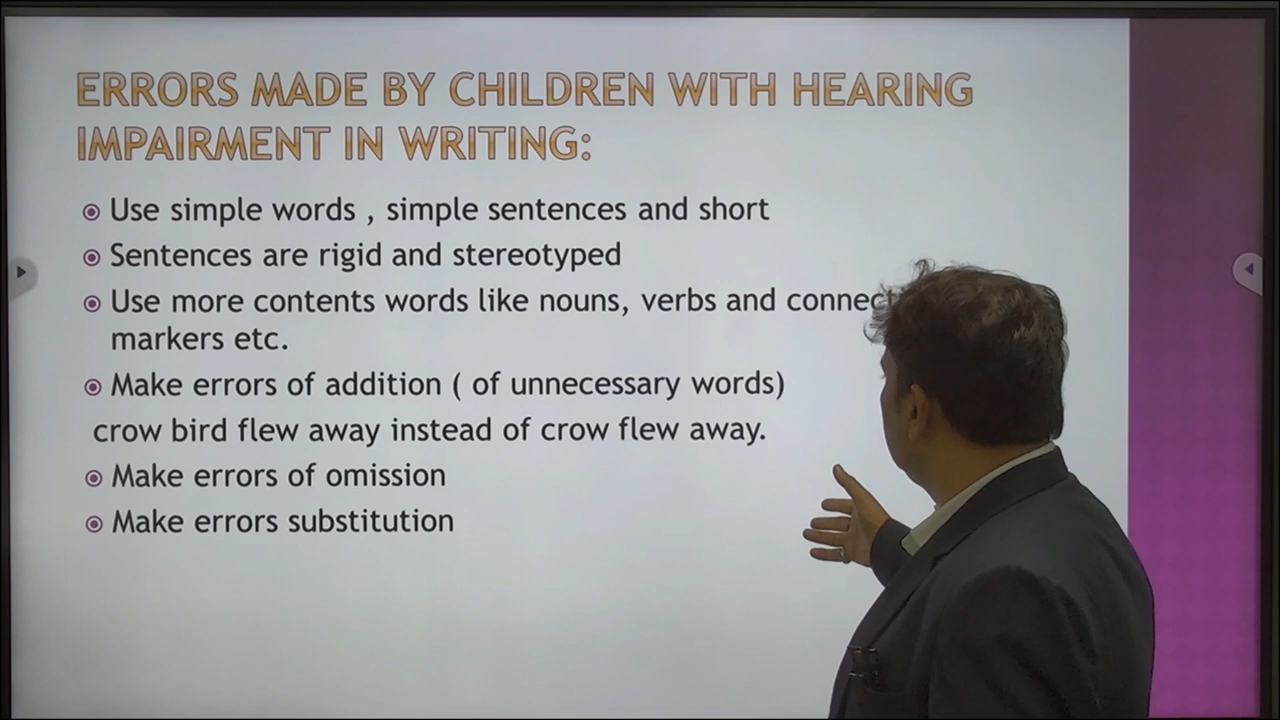 ERRORS MADE BY CHILDREN WITH HEARING
IMPAIRMENT IN WRITING:
Use simple words , simple sentences and short
Sentences are rigid and stereotyped
Use more contents words like nouns, verbs and
markers etc.
Make errors of addition ( of unnecessary words)
crow bird flew away instead of crow flew away.
Make errors of omission
Make errors substitution